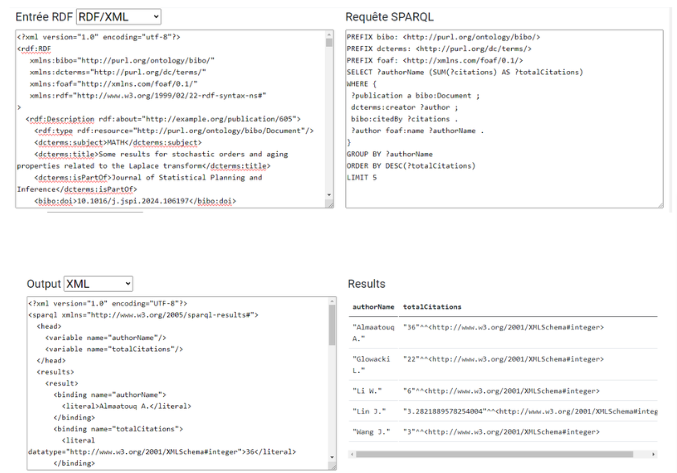 Entrée RDF RDF/XML
<?xml version="1.0" encoding="utf-8"?>
<rdf:RDF
xmlns:bibo="http://purl.org/ontology/bibo/"
xmlns:dcterms="http://purl.org/dc/terms/"
xmlns:foaf="http://xmlns.com/foaf/0.1/"
xmlns:rdf="http://www.w3.org/1999/02/22-rdf-syntax-ns#"
>
<rdf:Description rdf:about="http://example.org/publication/605">
<rdf:type rdf:resource="http://purl.org/ontology/bibo/Document"/>
<dcterms:subject>MATH</dcterms:subject>
<dcterms:title>Some results for stochastic orders and aging
properties related to the Laplace transform</dcterms:title>
<dcterms:isPartOf>Journal of Statistical Planning and
Inference</dcterms:isPartOf>
<bibo:doi>10.1016/j.jspi.2024.106197</bibo:doi>
Requête SPARQL
PREFIX bibo: <http://purl.org/ontology/bibo/>
PREFIX dcterms: <http://purl.org/dc/terms/>
PREFIX foaf: <http://xmlns.com/foaf/0.1/>
SELECT ?authorName (SUM(?citations) AS ?totalCitations)
WHERE {
?publication a bibo:Document ;
dcterms:creator ?author ;
bibo:citedBy ?citations .
?author foaf:name ?authorName .
}
GROUP BY ?authorName
ORDER BY DESC(?totalCitations)
LIMIT 5
Output XML
<?xml version="1.0" encoding="UTF-8"?>
<sparql xmlns="http://www.w3.org/2005/sparql-results#">
<head>
<variable name="authorName"/>
<variable name="totalCitations"/>
</head>
<results>
<result>
<binding name="authorName">
<literal>Almaatouq A.</literal>
</binding>
<binding name="totalCitations">
<literal
datatype="http://www.w3.org/2001/XMLSchema#integer">36</literal>
</binding>
Results
authorName totalCitations
"Almaatouq "36"^^<http://www.w3.org/2001/XMLSchema#integer>
A."
"Glowacki "22"^^<http://www.w3.org/2001/XMLSchema#integer>
L."
"Li W." "6"^^<http://www.w3.org/2001/XMLSchema#integer>
"Lin J." "3.2821889578254004"^^<http://www.w3.org/2001/XMLSchema#integ
"Wang J." "3"^^<http://www.w3.org/2001/XMLSchema#integer>